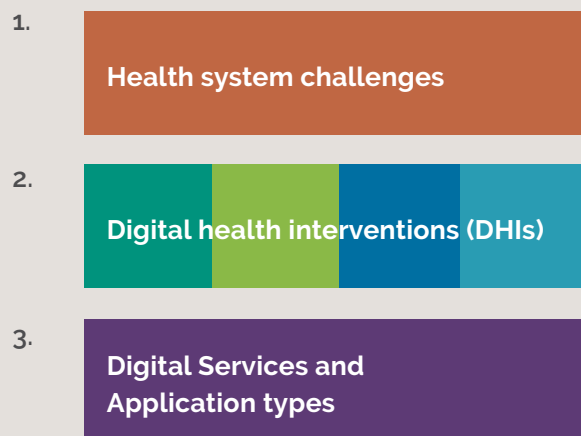 1.
Health system challenges
2.
Digital health interventions (DHIs)
3.
Digital Services and
Application types